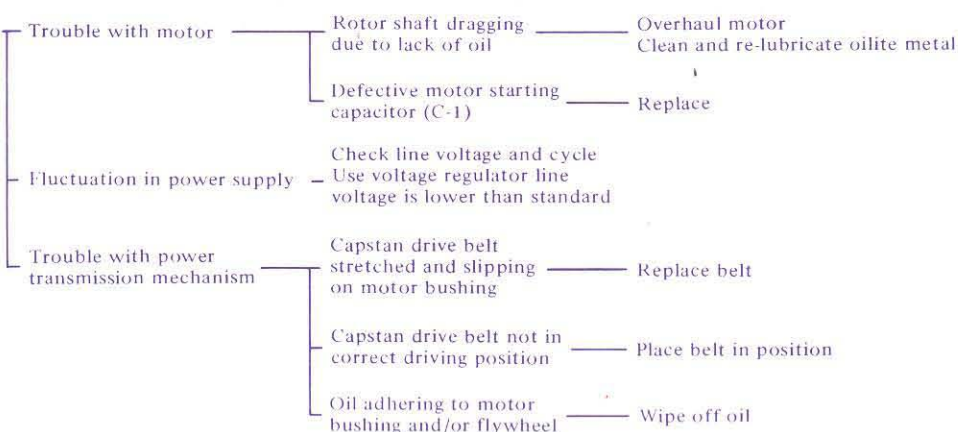 Trouble with motor
Rotor shaft dragging
due to lack of oil
Overhaul motor
Clean and re-lubricate oilite metal
Defective motor starting
capacitor (C-1)
Replace
Fluctuation in power supply
Check line voltage and cycle
Use voltage regulator line
voltage is lower than standard
Trouble with power
transmission mechanism
Capstan drive belt
stretched and slipping
on motor bushing
Replace belt
Capstan drive belt not in
correct driving position
Place belt in position
Oil adhering to motor
bushing and/or flywheel
Wipe off oil